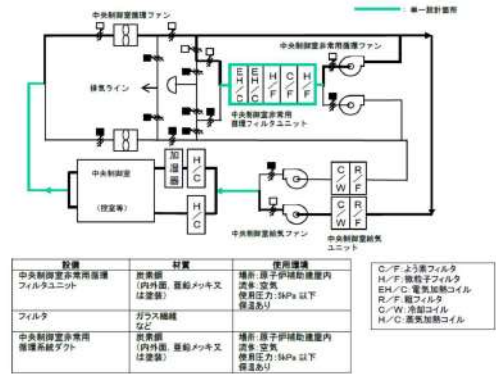 ：単一設計箇所
中央制御室循環ファン
中央制御室非常用循環ファン
排気ライン
EH/C
EH/C
H/F
C/F
H/F
中央制御室非常用
循環フィルタユニット
中央制御室
(控室等)
加湿器
H/C
H/C
C/W
R/F
C/W
R/F
中央制御室給気ファン
中央制御室給気
ユニット
設備 材質 使用環境
中央制御室非常用循環
フィルタユニット
炭素鋼
(内外面、亜鉛メッキ又
は塗装)
場所:原子炉補助建屋内
流体:空気
使用圧力:5kPa 以下
保温あり
フィルタ
ガラス繊維
など
中央制御室非常用
循環系統ダクト
炭素鋼
(内外面、亜鉛メッキ又
は塗装)
場所:原子炉補助建屋内
流体:空気
使用圧力:5kPa 以下
保温あり
C/F:よう素フィルタ
H/F:微粒子フィルタ
EH/C:電気加熱コイル
R/F:粗フィルタ
C/W:冷却コイル
H/C:蒸気加熱コイル